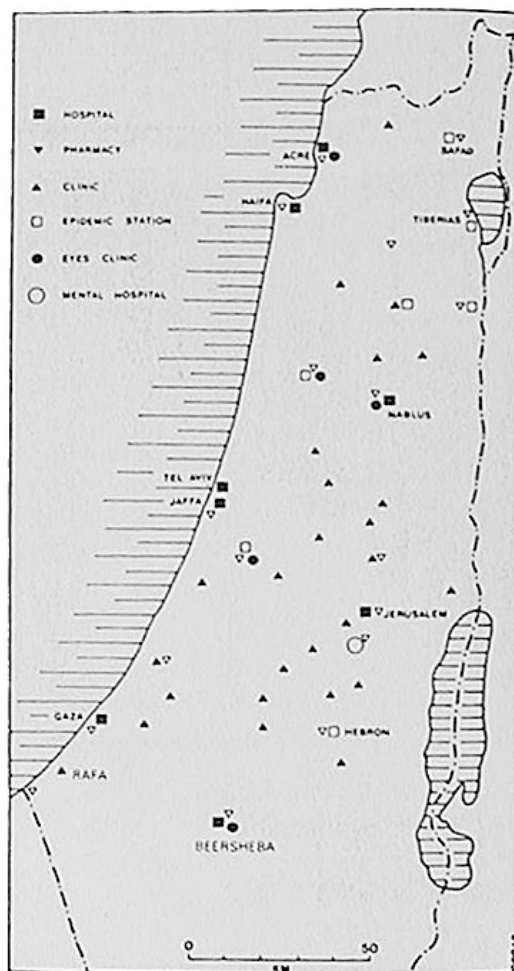 HOSPITAL
PHARMACY
CLINIC
EPIDEMIC STATION
EYES CLINIC
MENTAL HOSPITAL
ACRE
SAFAD
HAIFA
TIBERIAS
NABLUS
TEL AVIV
JAFFA
JERUSALEM
GAZA
HEBRON
RAFA
BEERSHEBA
0 50
KM